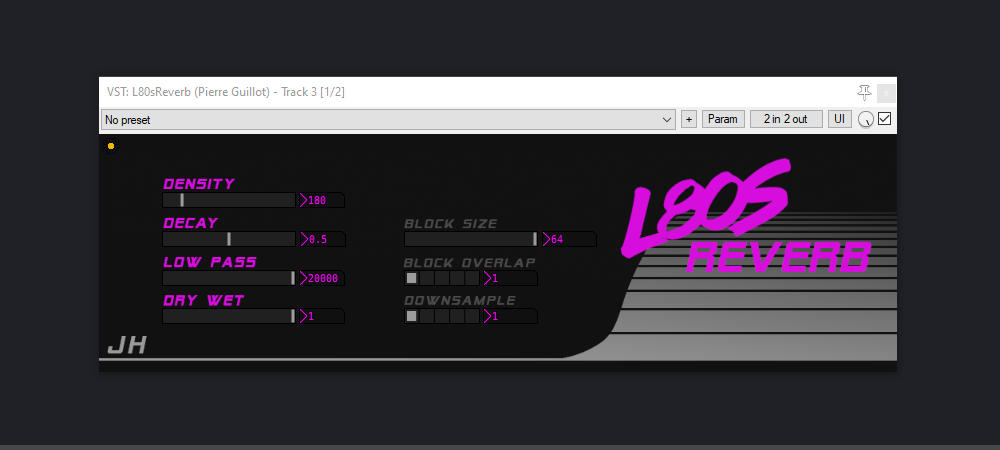 VST: L80sReverb (Pierre Guillot) - Track 3 [1/2]
No preset
+
Param
2 in 2 out
UI
DENSITY
180
DECAY
0.5
LOW PASS
20000
DRY WET
1
BLOCK SIZE
64
BLOCK OVERLAP
1
DOWNSAMPLE
1
L80S
REVERB
JH